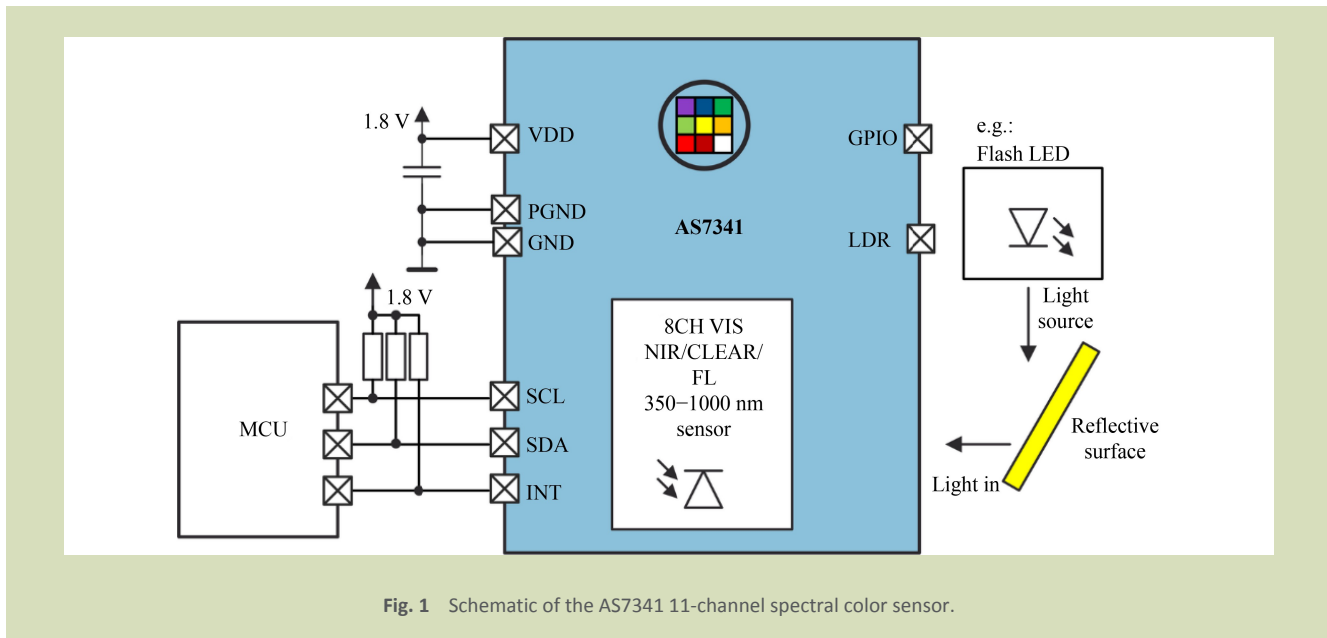 1.8 V
VDD
PGND
GND
1.8 V
MCU
SCL
SDA
INT
AS7341
8CH VIS
NIR/CLEAR/
FL
350−1000 nm
sensor
GPIO
LDR
e.g.:
Flash LED
Light
source
Reflective
surface
Light in
Fig. 1 Schematic of the AS7341 11-channel spectral color sensor.